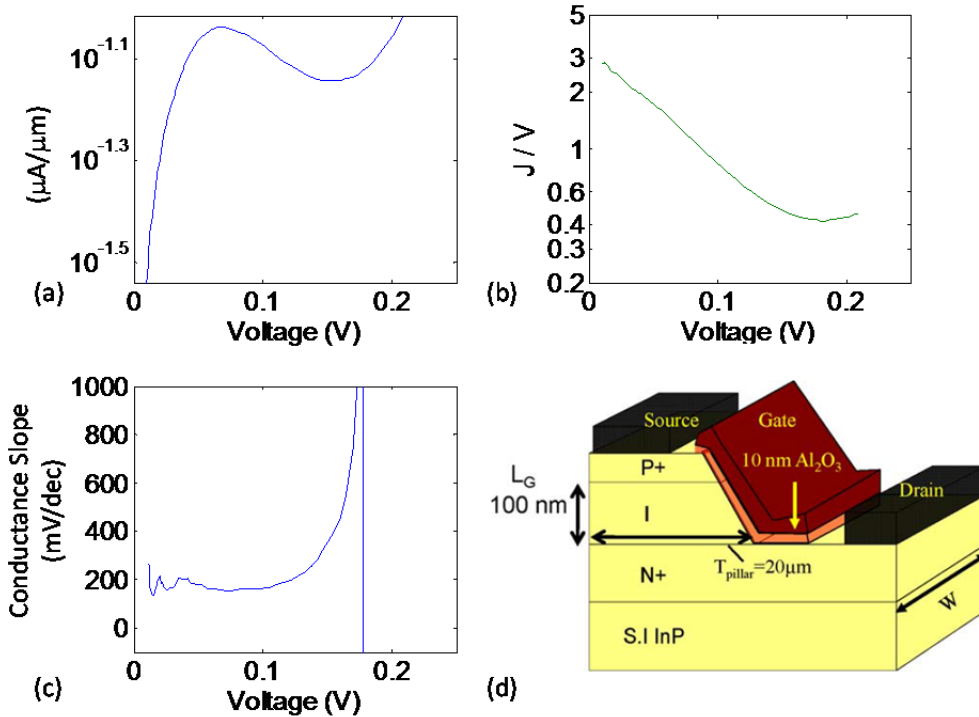 (μA/μm)
10^-1.1
10^-1.3
10^-1.5
0
0.1
0.2
Voltage (V)
(a)
J / V
5
3
2
1
0.6
0.4
0.3
0.2
0
0.1
0.2
Voltage (V)
(b)
Conductance Slope
(mV/dec)
1000
800
600
400
200
0
0
0.1
0.2
Voltage (V)
(c)
Source
Gate
P+
10 nm Al₂O₃
L_G
100 nm
I
Drain
T_pillar=20μm
N+
W
S.I InP
(d)